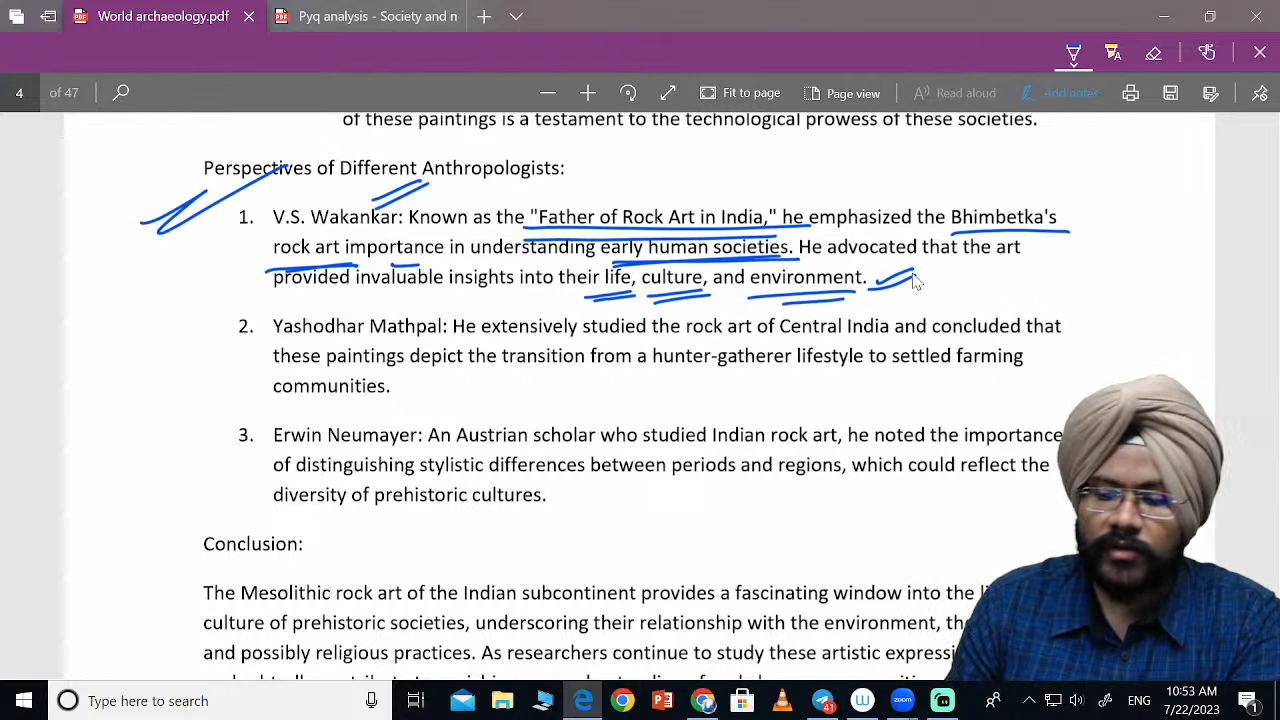 World archaeology.pdf
Pyq analysis - Society and n
4 of 47
Fit to page
Page view
Read aloud
Add notes
of these paintings is a testament to the technological prowess of these societies.
Perspectives of Different Anthropologists:
1. V.S. Wakankar: Known as the "Father of Rock Art in India," he emphasized the Bhimbetka's
rock art importance in understanding early human societies. He advocated that the art
provided invaluable insights into their life, culture, and environment.
2. Yashodhar Mathpal: He extensively studied the rock art of Central India and concluded that
these paintings depict the transition from a hunter-gatherer lifestyle to settled farming
communities.
3. Erwin Neumayer: An Austrian scholar who studied Indian rock art, he noted the importance
of distinguishing stylistic differences between periods and regions, which could reflect the
diversity of prehistoric cultures.
Conclusion:
The Mesolithic rock art of the Indian subcontinent provides a fascinating window into the
culture of prehistoric societies, underscoring their relationship with the environment,
and possibly religious practices. As researchers continue to study these artistic
Type here to search
41
W
zoom
ENG
10:53 AM
7/22/2023
1